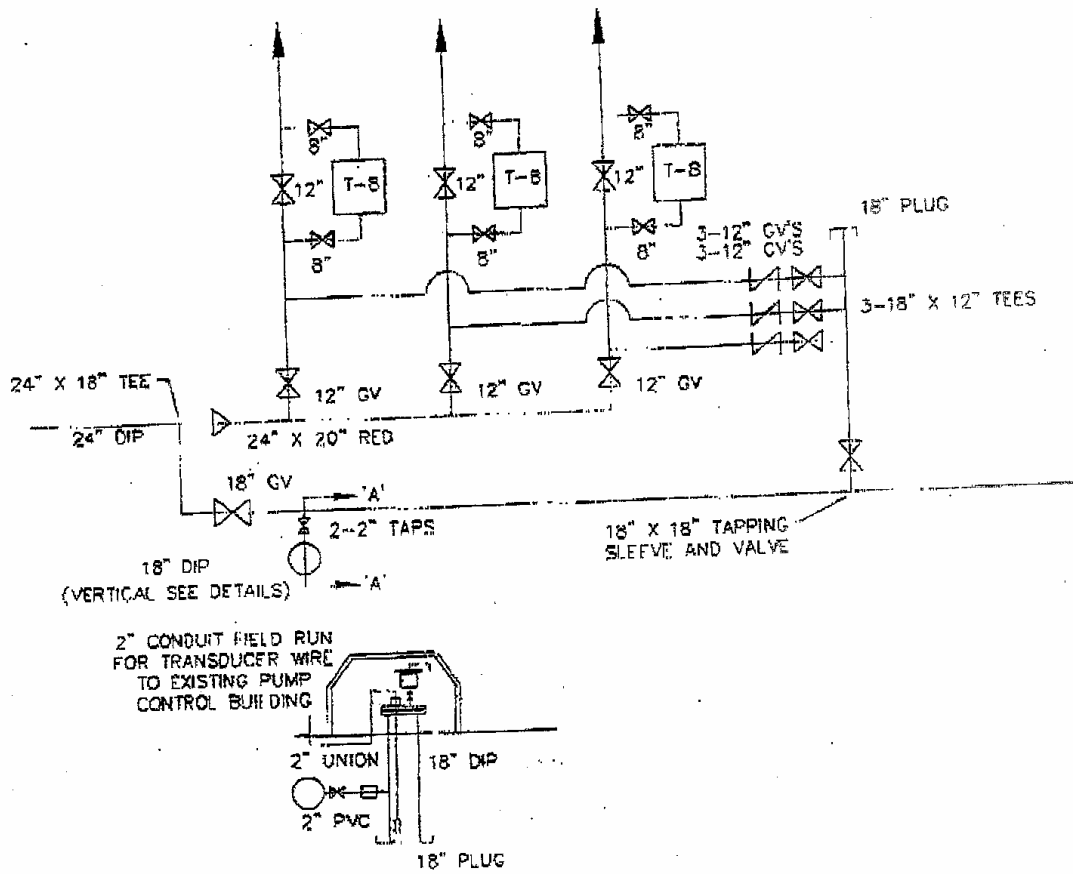 8"
8"
8"
T-8
T-8
T-8
12"
12"
12"
8"
8"
8"
18" PLUG
3-12" GV'S
3-12" GV'S
3-18" X 12" TEES
24" X 18" TEE
12" GV
12" GV
12" GV
24" DIP
24" X 20" RED
18" GV
'A'
2-2" TAPS
18" X 18" TAPPING
SLEEVE AND VALVE
18" DIP
(VERTICAL SEE DETAILS)
'A'
2" CONDUIT FIELD RUN
FOR TRANSDUCER WIRE
TO EXISTING PUMP
CONTROL BUILDING
2" UNION
18" DIP
2" PVC
18" PLUG